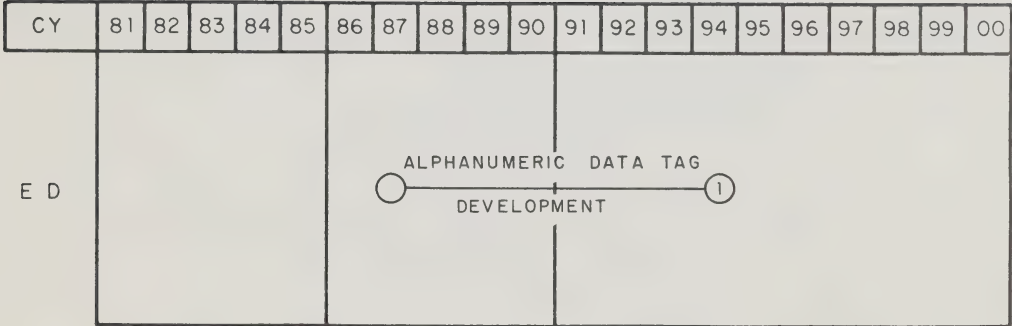 CY 81 82 83 84 85 86 87 88 89 90 91 92 93 94 95 96 97 98 99 00
ALPHANUMERIC DATA TAG
E D
1
DEVELOPMENT